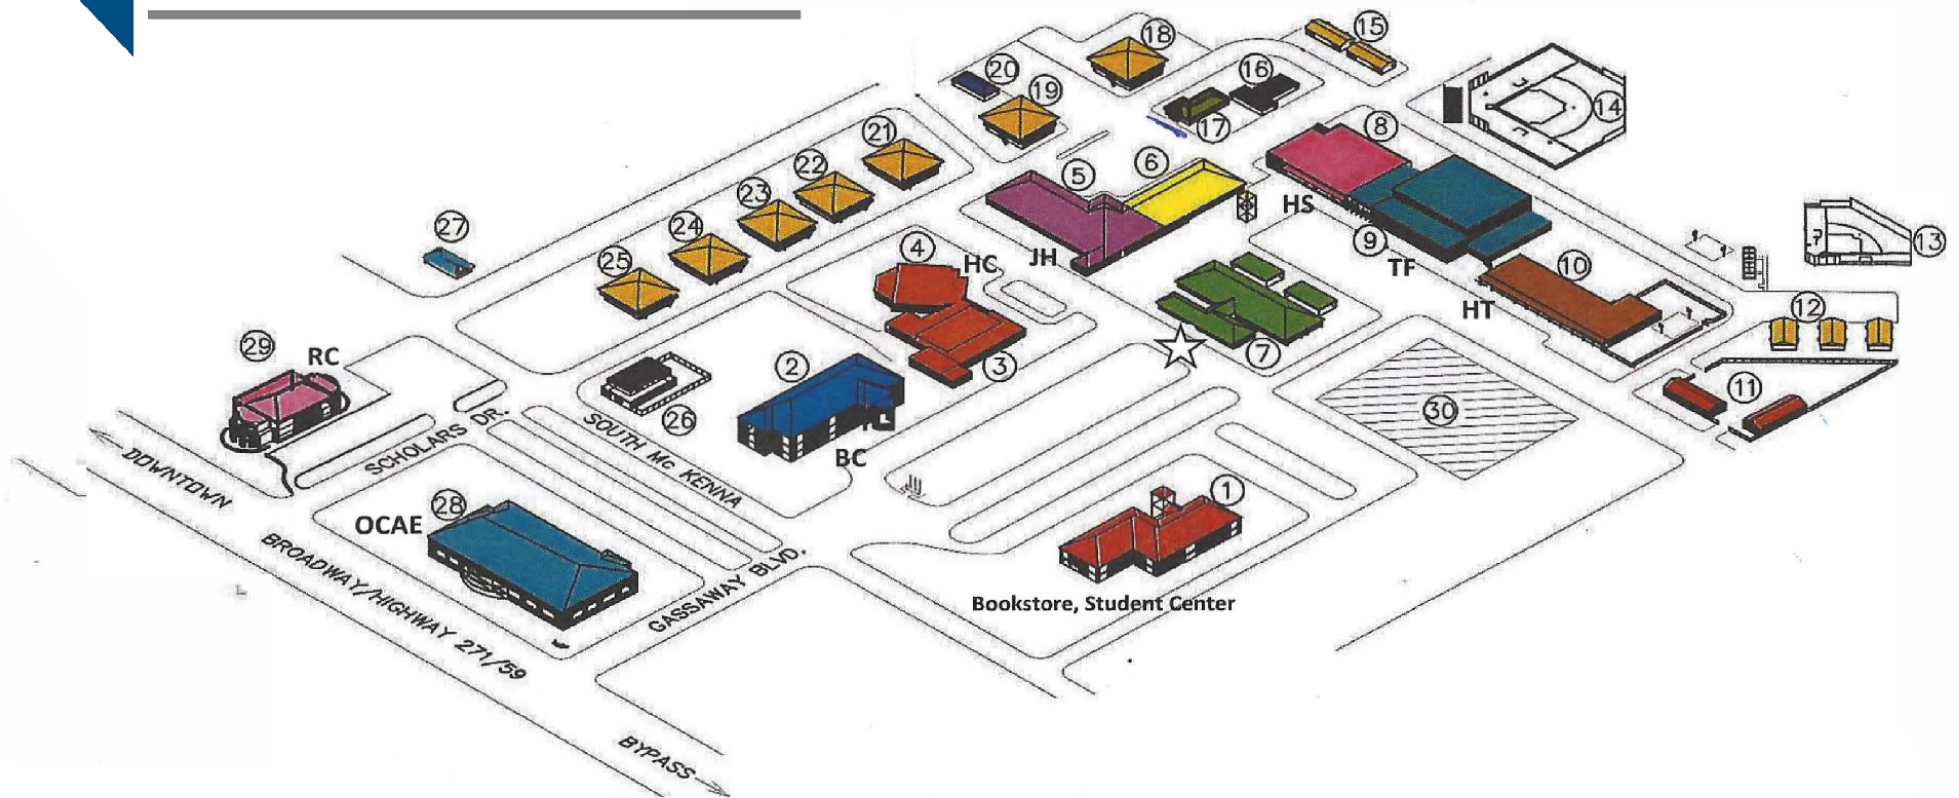 18
15
20
16
19
14
17
21
8
22
6
5
23
HS
27
24
4
9
13
HC
JH
TF
25
10
HT
12
29
RC
2
7
3
11
26
30
SCHOLARS DR.
SOUTH Mc KENNA
DOWNTOWN
BC
28
1
OCAE
BROADWAY/HIGHWAY 271/59
GASSAWAY BLVD.
Bookstore, Student Center
BYPASS